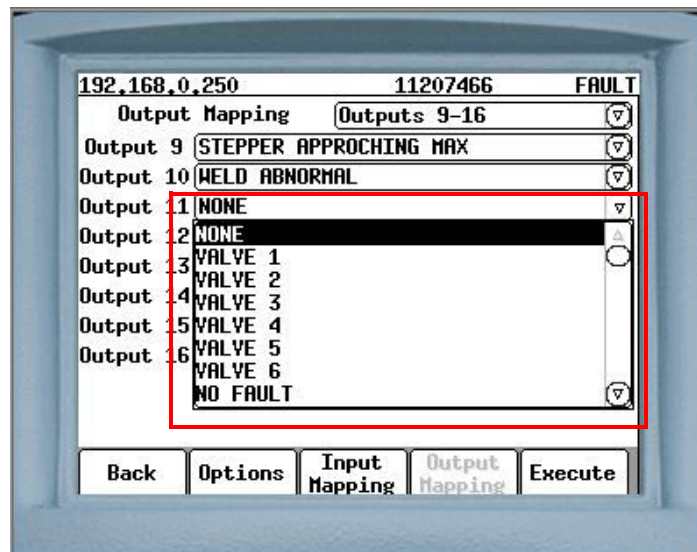 192.168.0.250 11207466 FAULT
Output Mapping Outputs 9-16
Output 9 STEPPER APPROCHING MAX
Output 10 WELD ABNORMAL
Output 11 NONE
Output 12 NONE
Output 13 VALVE 1
VALVE 2
Output 14 VALVE 3
Output 15 VALVE 4
Output 16 VALVE 5
VALVE 6
NO FAULT
Back Options Input Mapping Output Mapping Execute